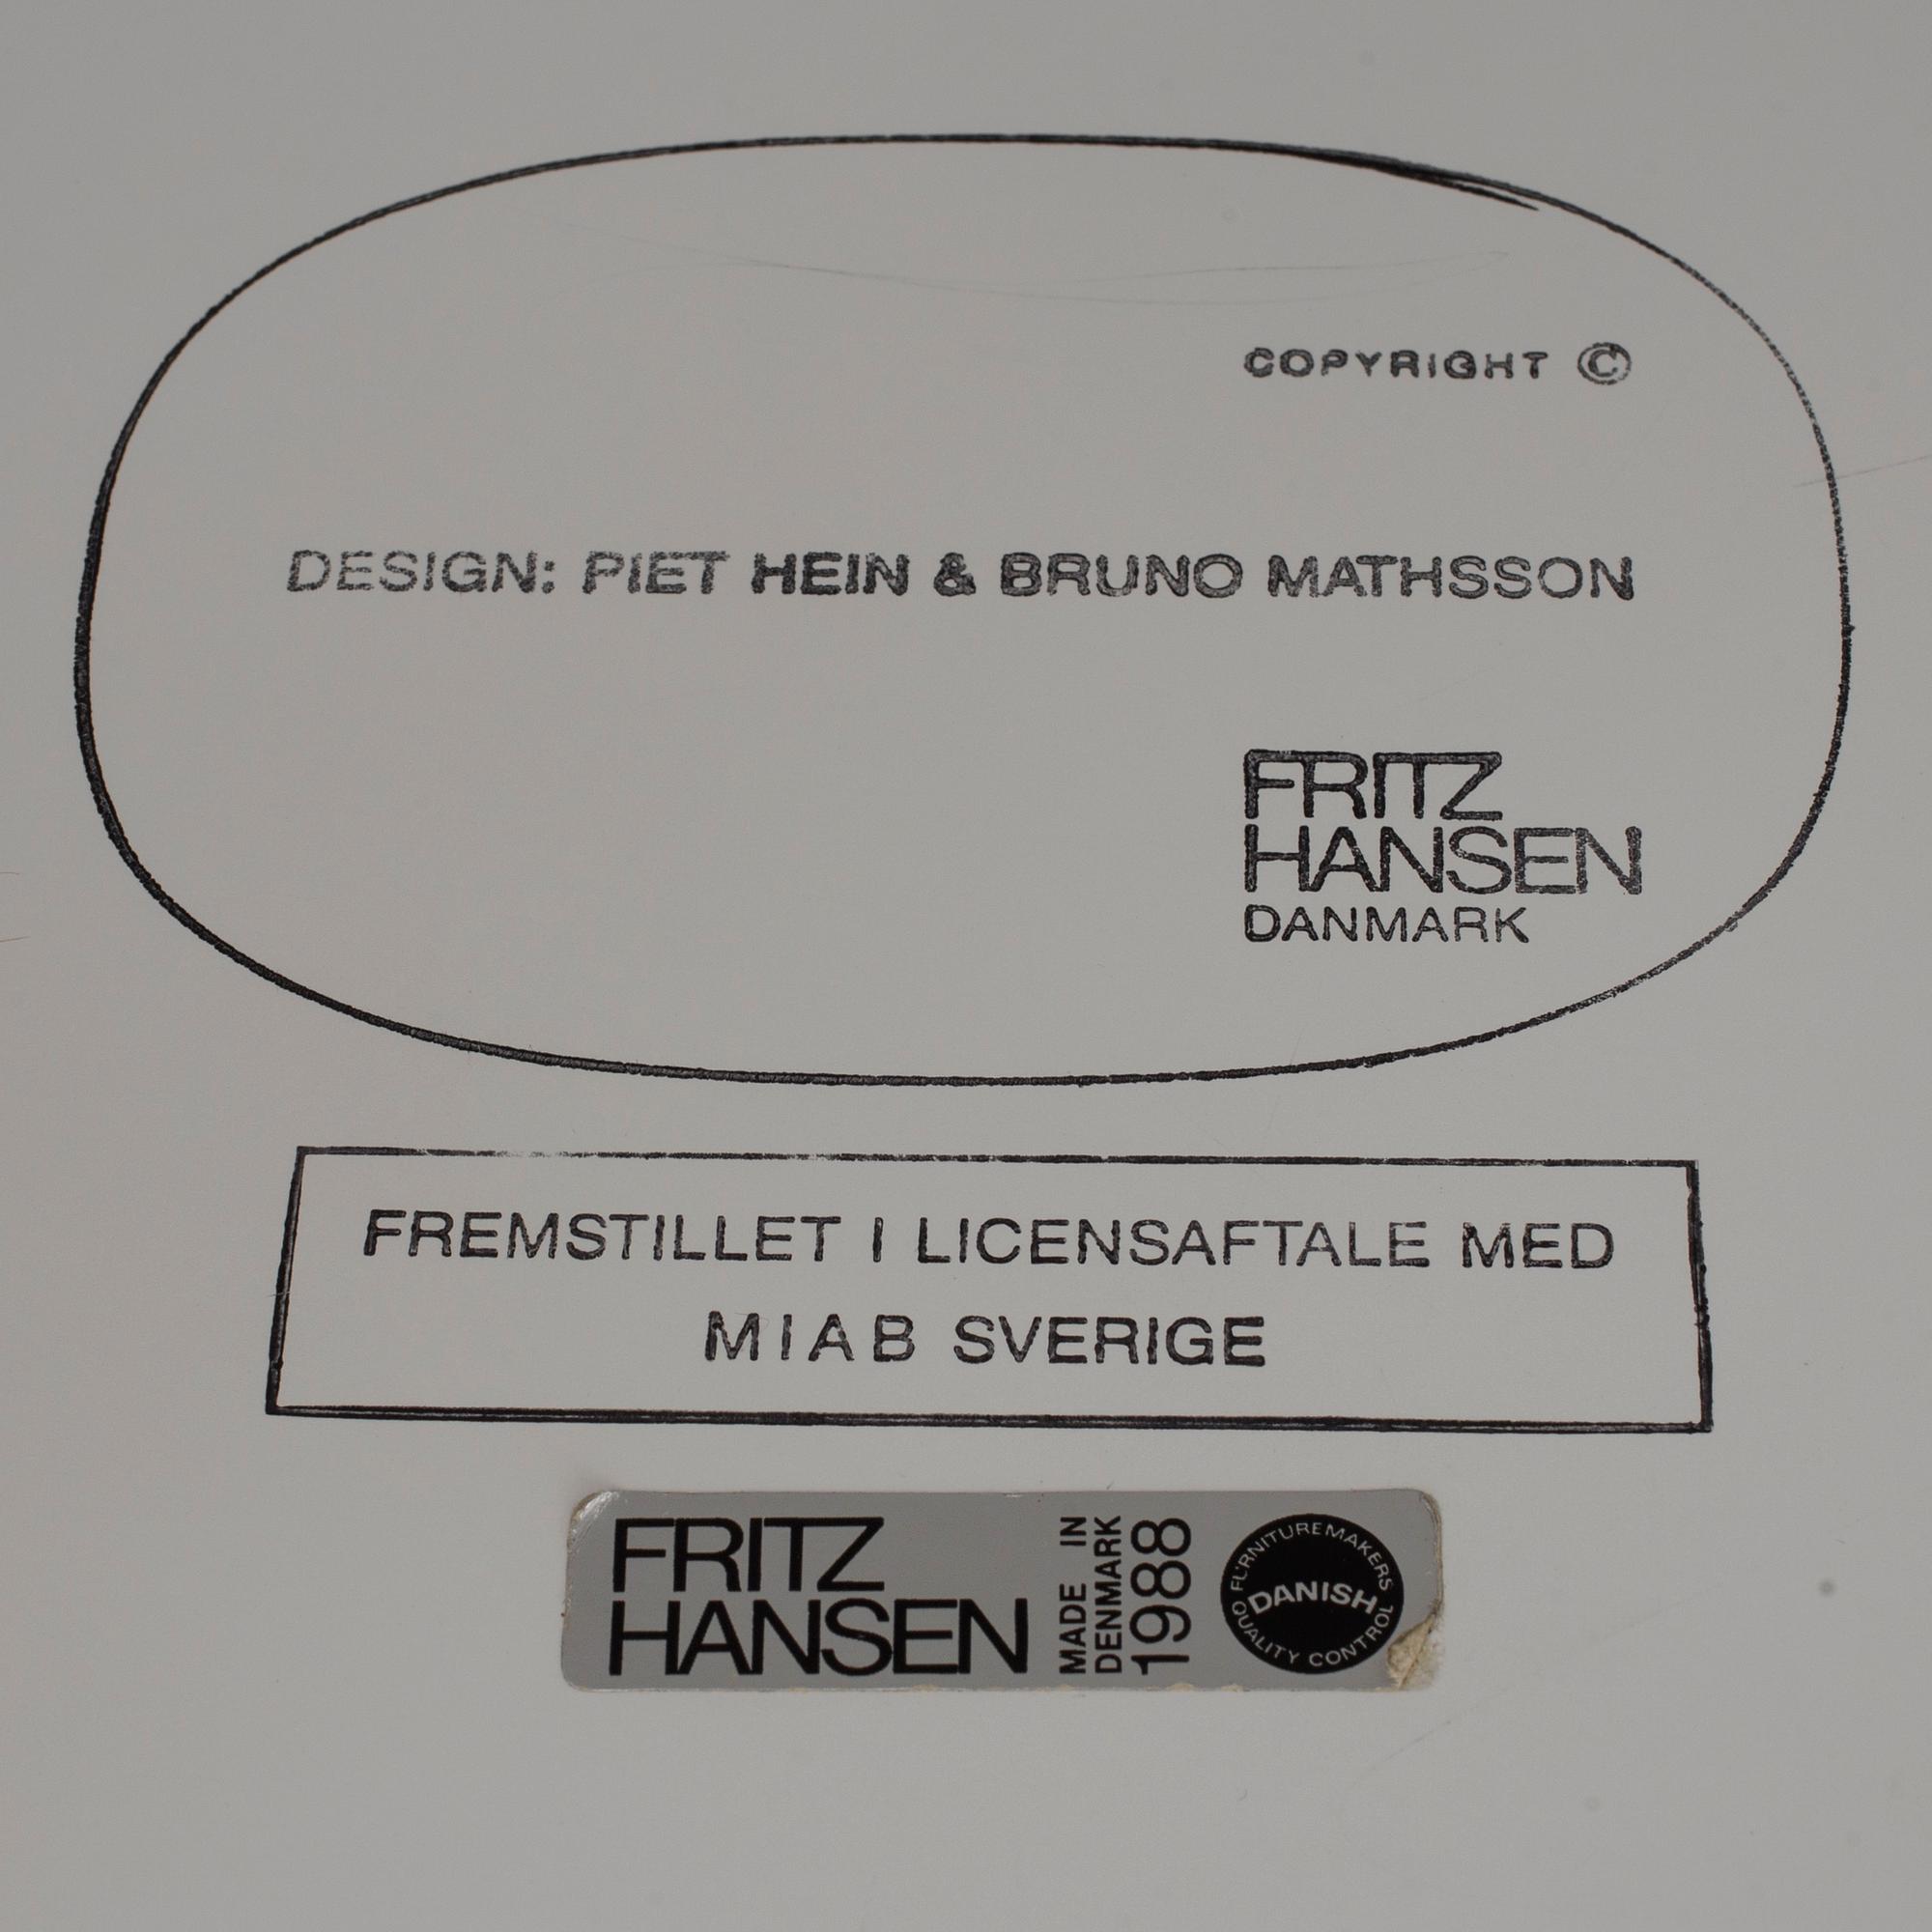 COPYRIGHT ©
DESIGN: PIET HEIN & BRUNO MATHSSON
FRITZ
HANSEN
DANMARK
FREMSTILLET I LICENSAFTALE MED
MIAB SVERIGE
FRITZ
HANSEN
MADE IN
DENMARK
1988
FURNITUREMAKERS
DANISH
QUALITY CONTROL